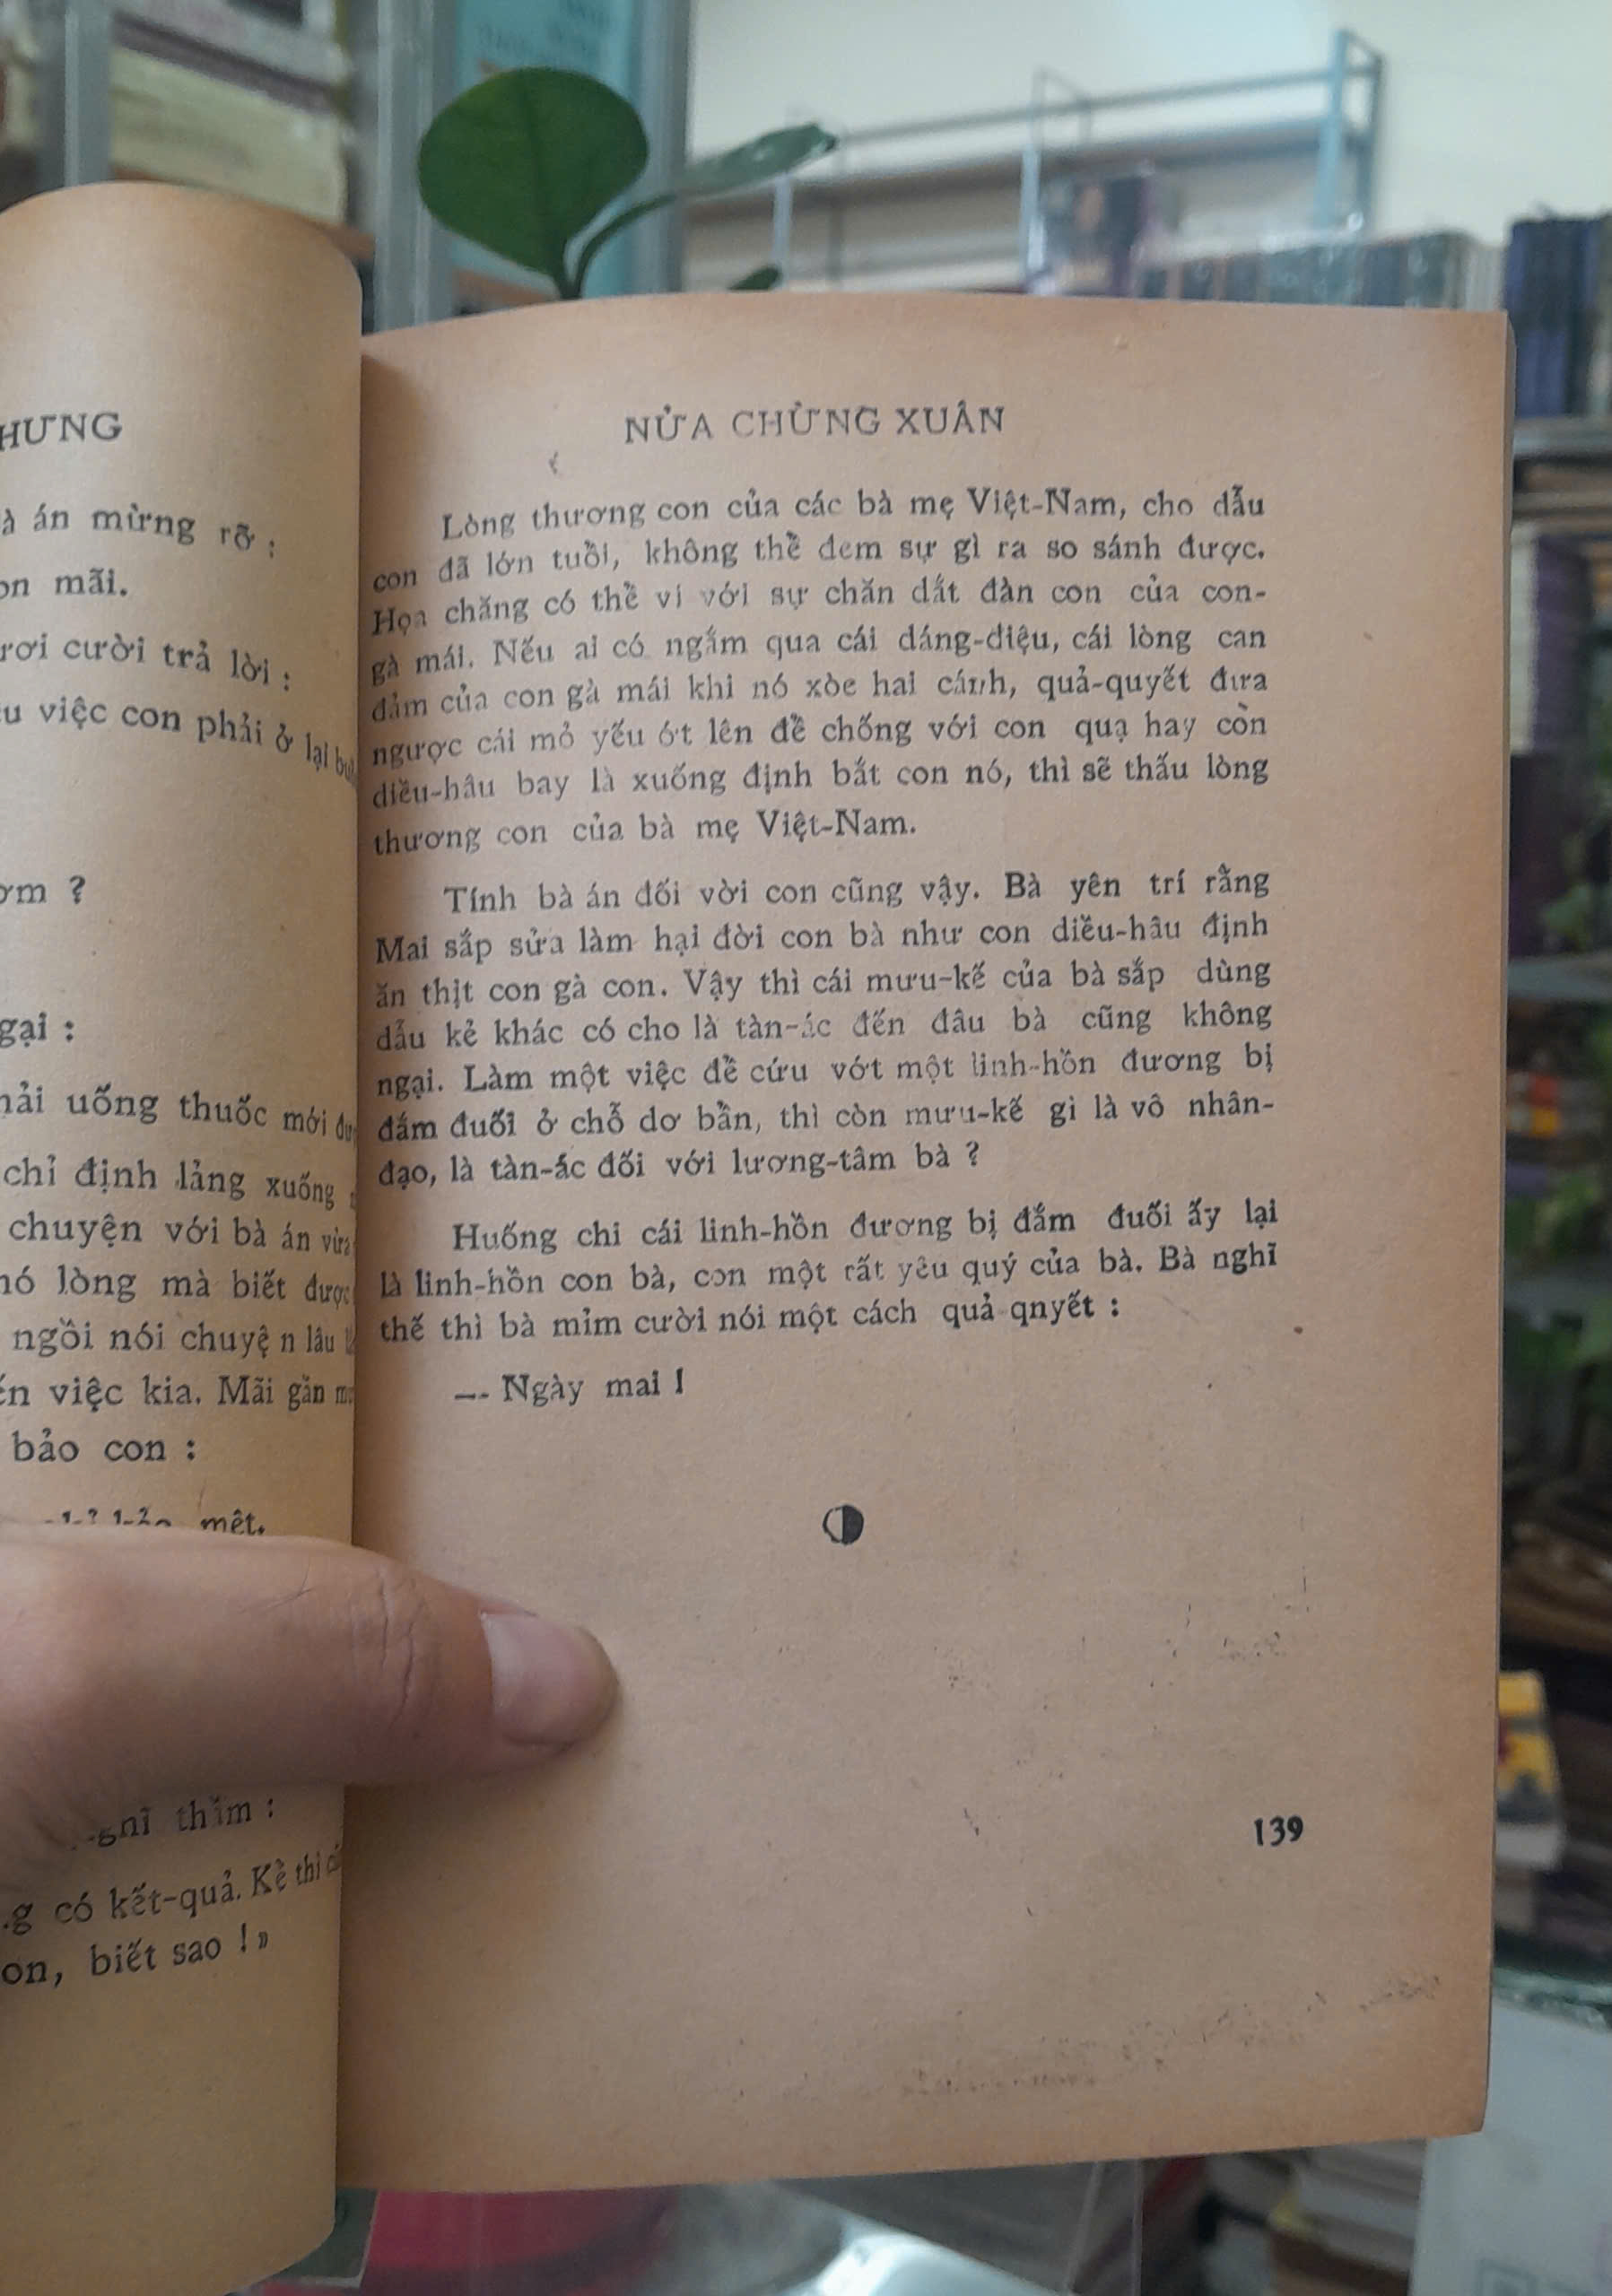 HƯNG
à án mừng rỡ :
on mãi.
ươi cười trả lời :
u việc con phải ở lại
ơm ?
gại :
hải uống thuốc mới
chỉ định lảng xuống
chuyện với bà án vừa
hó lòng mà biết được
ngồi nói chuyệ n lâu
ến việc kia. Mãi gần
bảo con :
mệt.
nghĩ thầm :
g có kết-quả. Kẻ thì
on, biết sao ! »
NỬA CHỪNG XUÂN
Lòng thương con của các bà mẹ Việt-Nam, cho dẫu
con đã lớn tuổi, không thể đem sự gì ra so sánh được.
Họa chăng có thể ví với sự chăn dắt đàn con của con-
gà mái. Nếu ai có ngắm qua cái dáng-điệu, cái lòng can
đảm của con gà mái khi nó xòe hai cánh, quả-quyết đưa
ngược cái mỏ yếu ớt lên để chống với con quạ hay còn
diều-hâu bay là xuống định bắt con nó, thì sẽ thấu lòng
thương con của bà mẹ Việt-Nam.
Tính bà án đối vời con cũng vậy. Bà yên trí rằng
Mai sắp sửa làm hại đời con bà như con diều-hâu định
ăn thịt con gà con. Vậy thì cái mưu-kế của bà sắp dùng
dẫu kẻ khác có cho là tàn-ác đến đâu bà cũng không
ngại. Làm một việc để cứu vớt một linh-hồn đương bị
đắm đuối ở chỗ dơ bẩn, thì còn mưu-kế gì là vô nhân-
đạo, là tàn-ác đối với lương-tâm bà ?
Huống chi cái linh-hồn đương bị đắm đuối ấy lại
là linh-hồn con bà, con một rất yêu quý của bà. Bà nghĩ
thế thì bà mỉm cười nói một cách quả qnyết :
— Ngày mai !
139